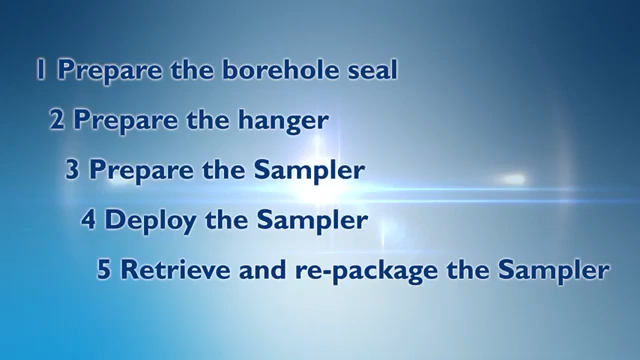 1 Prepare the borehole seal
2 Prepare the hanger
3 Prepare the Sampler
4 Deploy the Sampler
5 Retrieve and re-package the Sampler